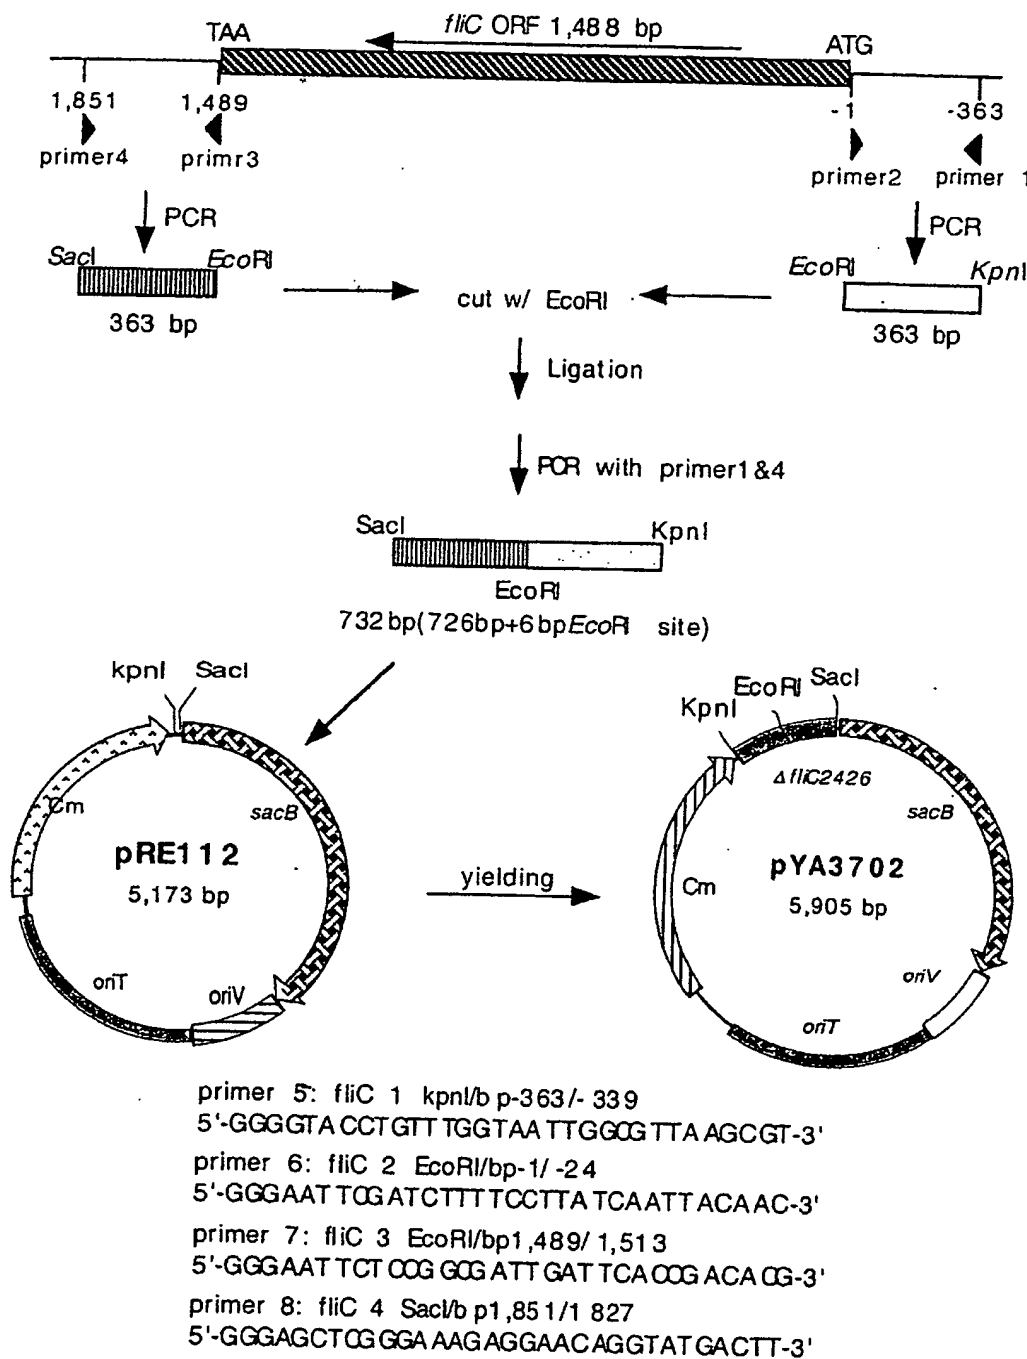 fliC ORF 1,488 bp
TAA
ATG
1,851
1,489
-1
-363
primer4
primr3
primer2
primer 1
PCR
PCR
SacI
EcoRI
EcoRI
KpnI
363 bp
cut w/ EcoRI
363 bp
Ligation
PCR with primer1&4
SacI
KpnI
EcoRI
732bp(726bp+6bpEcoRI site)
kpnI
SacI
KpnI
EcoRI
SacI
Cm
sacB
pRE112
5,173 bp
oriT
oriV
yielding
ΔfliC2426
sacB
Cm
pYA3702
5,905 bp
oriV
oriT
primer 5: fliC 1 kpnI/bp-363/-339
5'-GGGGTACCTGTTTGGTAATTGGCGTTAAGCGT-3'
primer 6: fliC 2 EcoRI/bp-1/-24
5'-GGGAATTCGATCTTTTCCTTATCAATTACAAC-3'
primer 7: fliC 3 EcoRI/bp1,489/1,513
5'-GGGAATTCTCCGGCGATTGATTCACCGACACG-3'
primer 8: fliC 4 SacI/bp1,851/1827
5'-GGGAGCTCGGGAAAGAGGAACAGGTATGACTT-3'